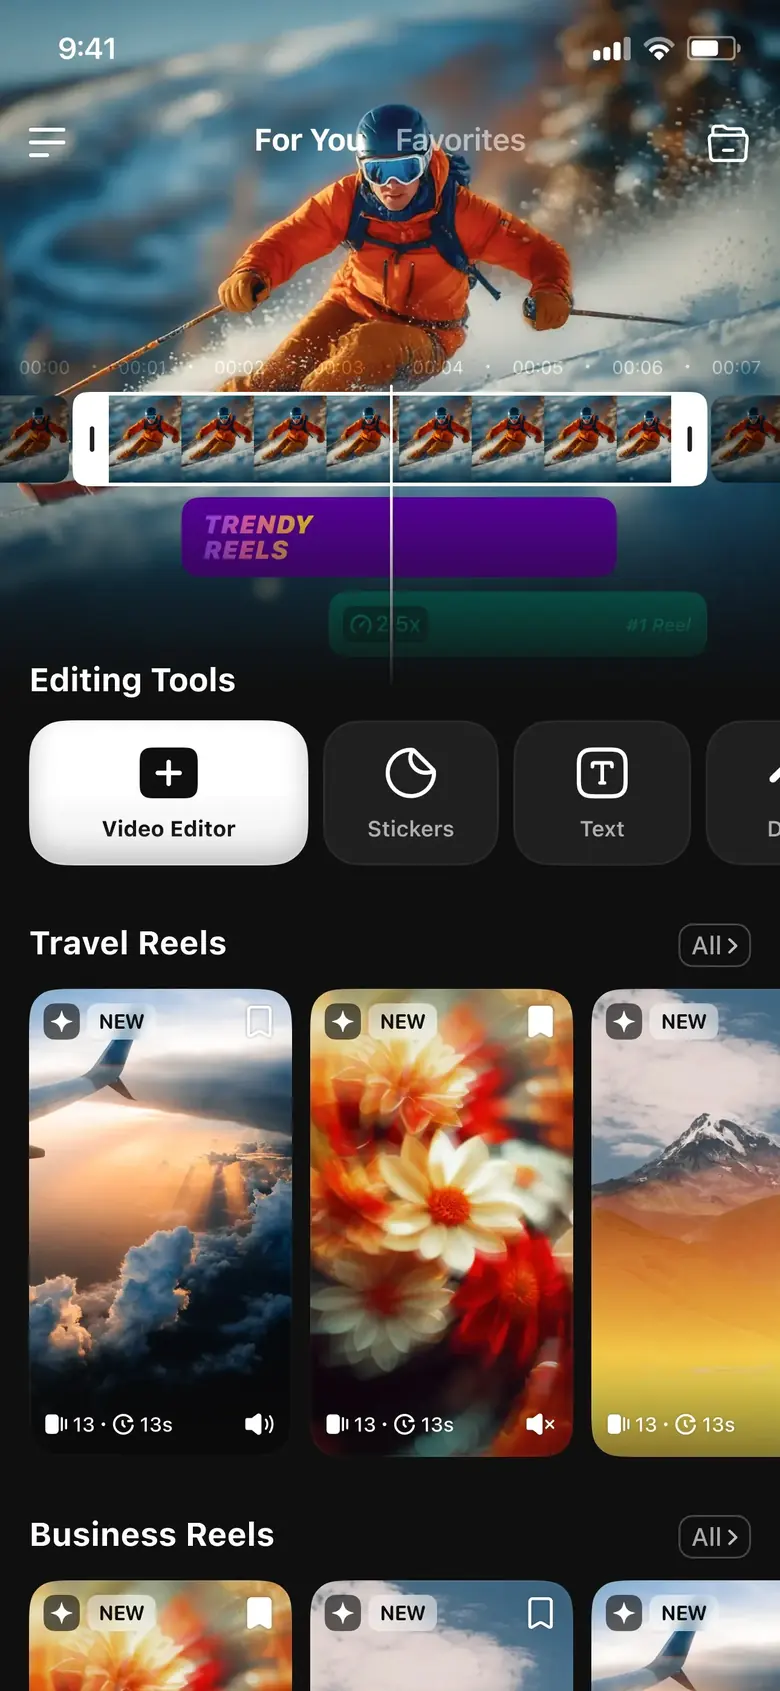 9:41
For You Favorites
00:00 00:01 00:02 00:03 00:04 00:05 00:06 00:07
TRENDY
REELS
2.5x #1 Reel
Editing Tools
Video Editor Stickers Text D
Travel Reels All >
NEW NEW NEW
13 · 13s 13 · 13s 13 · 13s
Business Reels All >
NEW NEW NEW